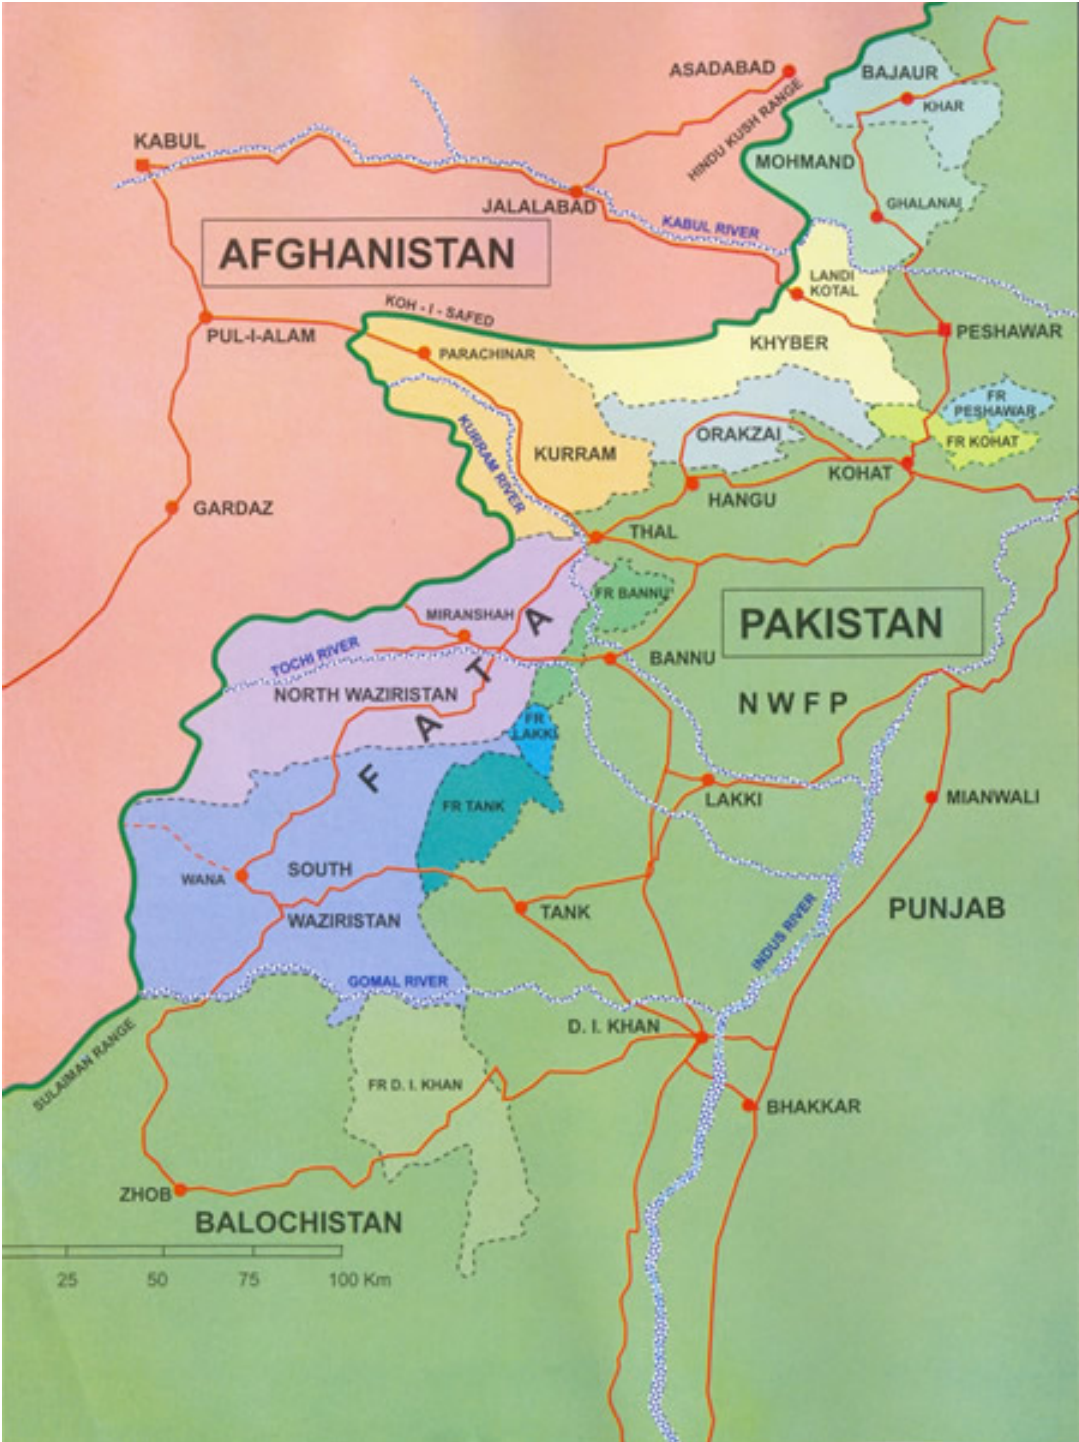 ASADABAD
BAJAUR
KHAR
HINDU KUSH RANGE
KABUL
MOHMAND
JALALABAD
GHALANAI
KABUL RIVER
AFGHANISTAN
LANDI
KOTAL
KOH - I - SAFED
PUL-I-ALAM
PESHAWAR
KHYBER
PARACHINAR
FR
PESHAWAR
KURRAM RIVER
ORAKZAI
FR KOHAT
KURRAM
KOHAT
HANGU
GARDAZ
THAL
FR BANNU
MIRANSHAH
PAKISTAN
TOCHI RIVER
BANNU
NORTH WAZIRISTAN
N W F P
F A T A
FR
LAKKI
LAKKI
MIANWALI
FR TANK
SOUTH
WANA
WAZIRISTAN
TANK
PUNJAB
INDUS RIVER
GOMAL RIVER
D. I. KHAN
SULAIMAN RANGE
FR D. I. KHAN
BHAKKAR
ZHOB
BALOCHISTAN
25 50 75 100 Km